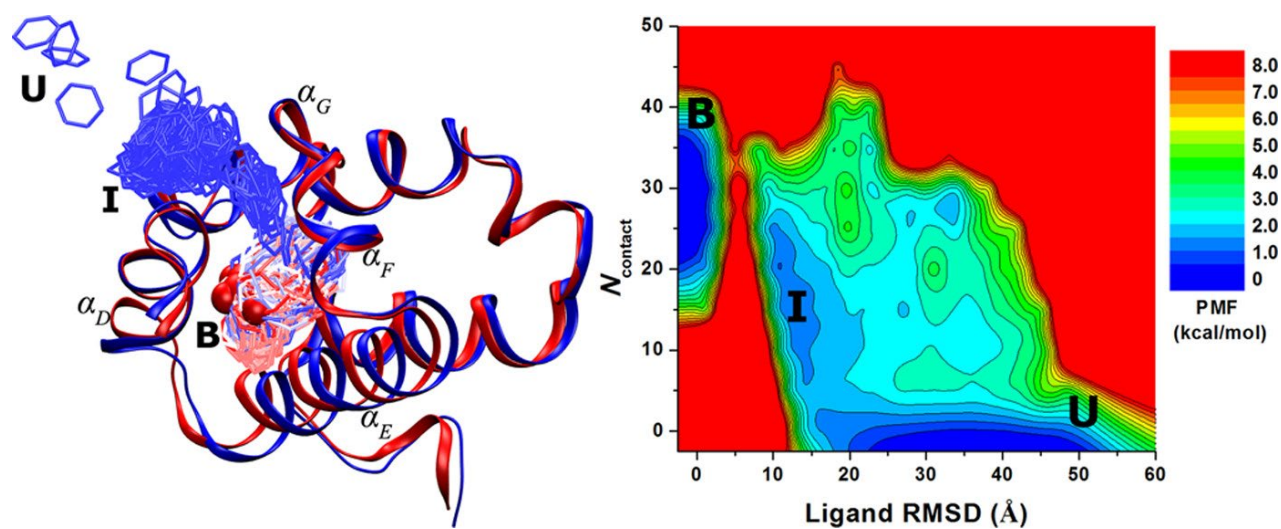 U
I
B
αG
αF
αD
αE
B
I
U
50
40
30
20
10
0
Ncontact
0
10
20
30
40
50
60
Ligand RMSD (Å)
8.0
7.0
6.0
5.0
4.0
3.0
2.0
1.0
0
PMF
(kcal/mol)